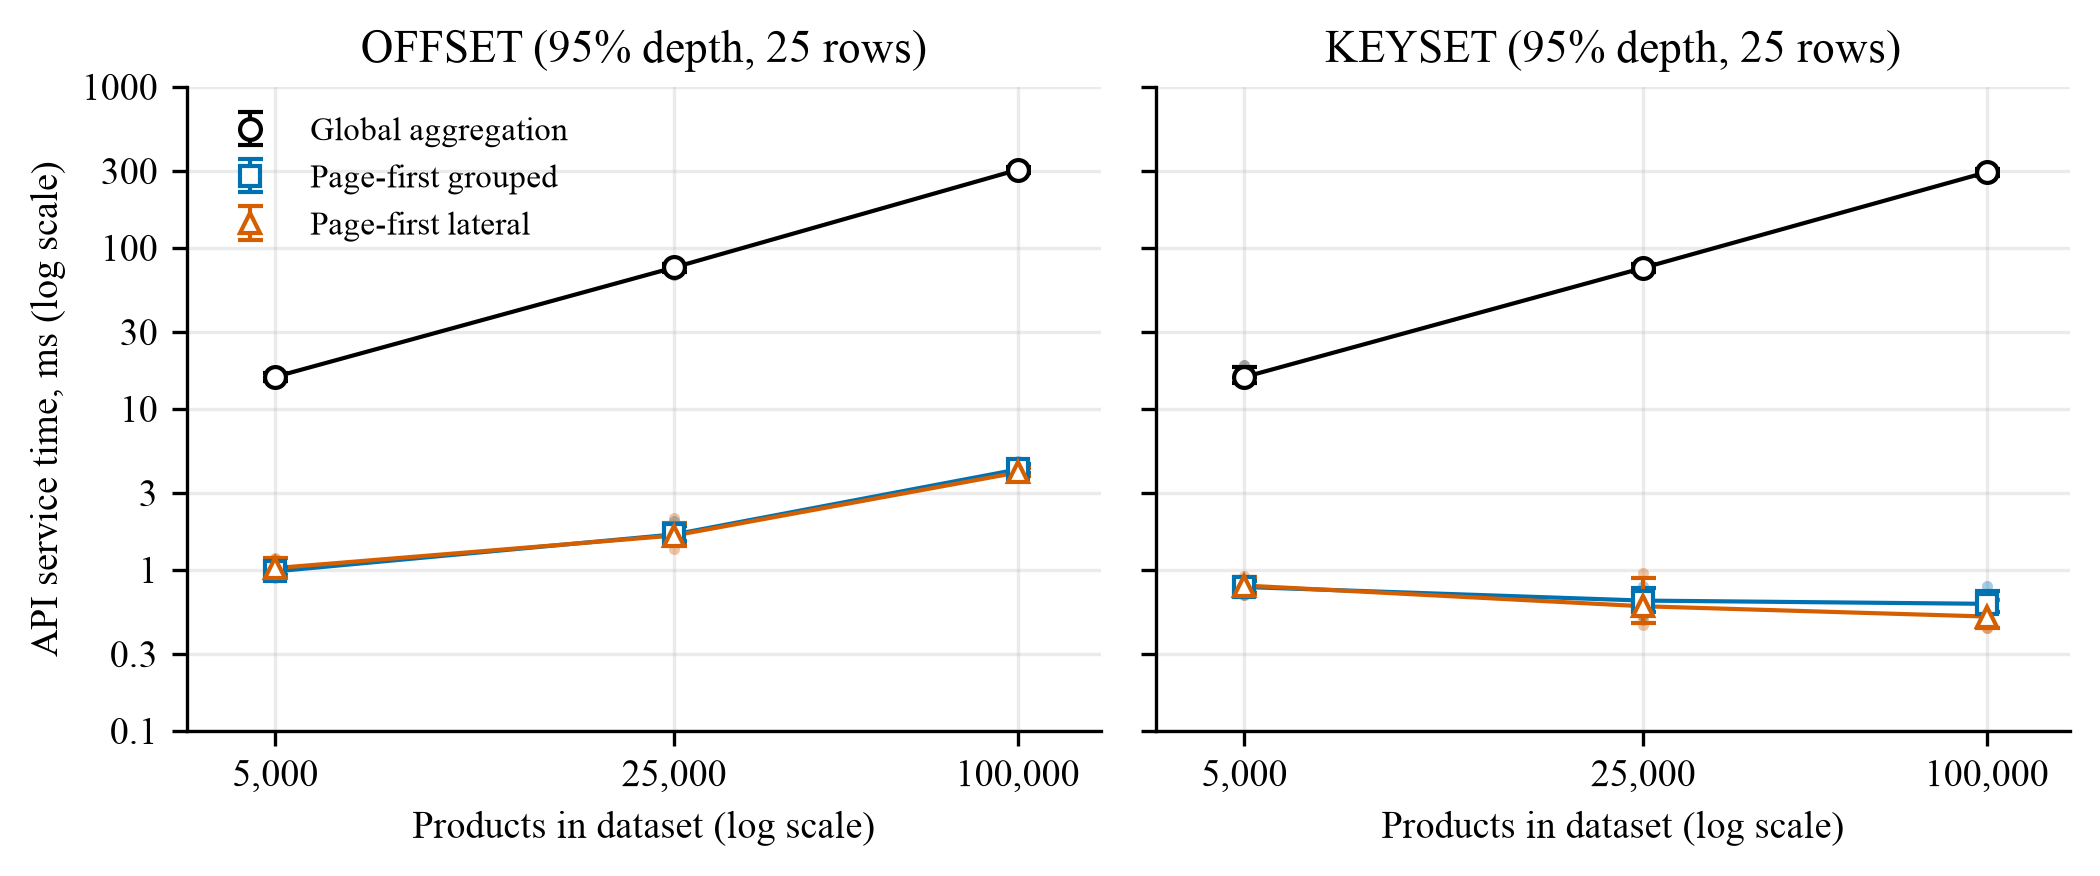 OFFSET (95% depth, 25 rows)
KEYSET (95% depth, 25 rows)
API service time, ms (log scale)
1000
300
100
30
10
3
1
0.3
0.1
Global aggregation
Page-first grouped
Page-first lateral
5,000
25,000
100,000
5,000
25,000
100,000
Products in dataset (log scale)
Products in dataset (log scale)